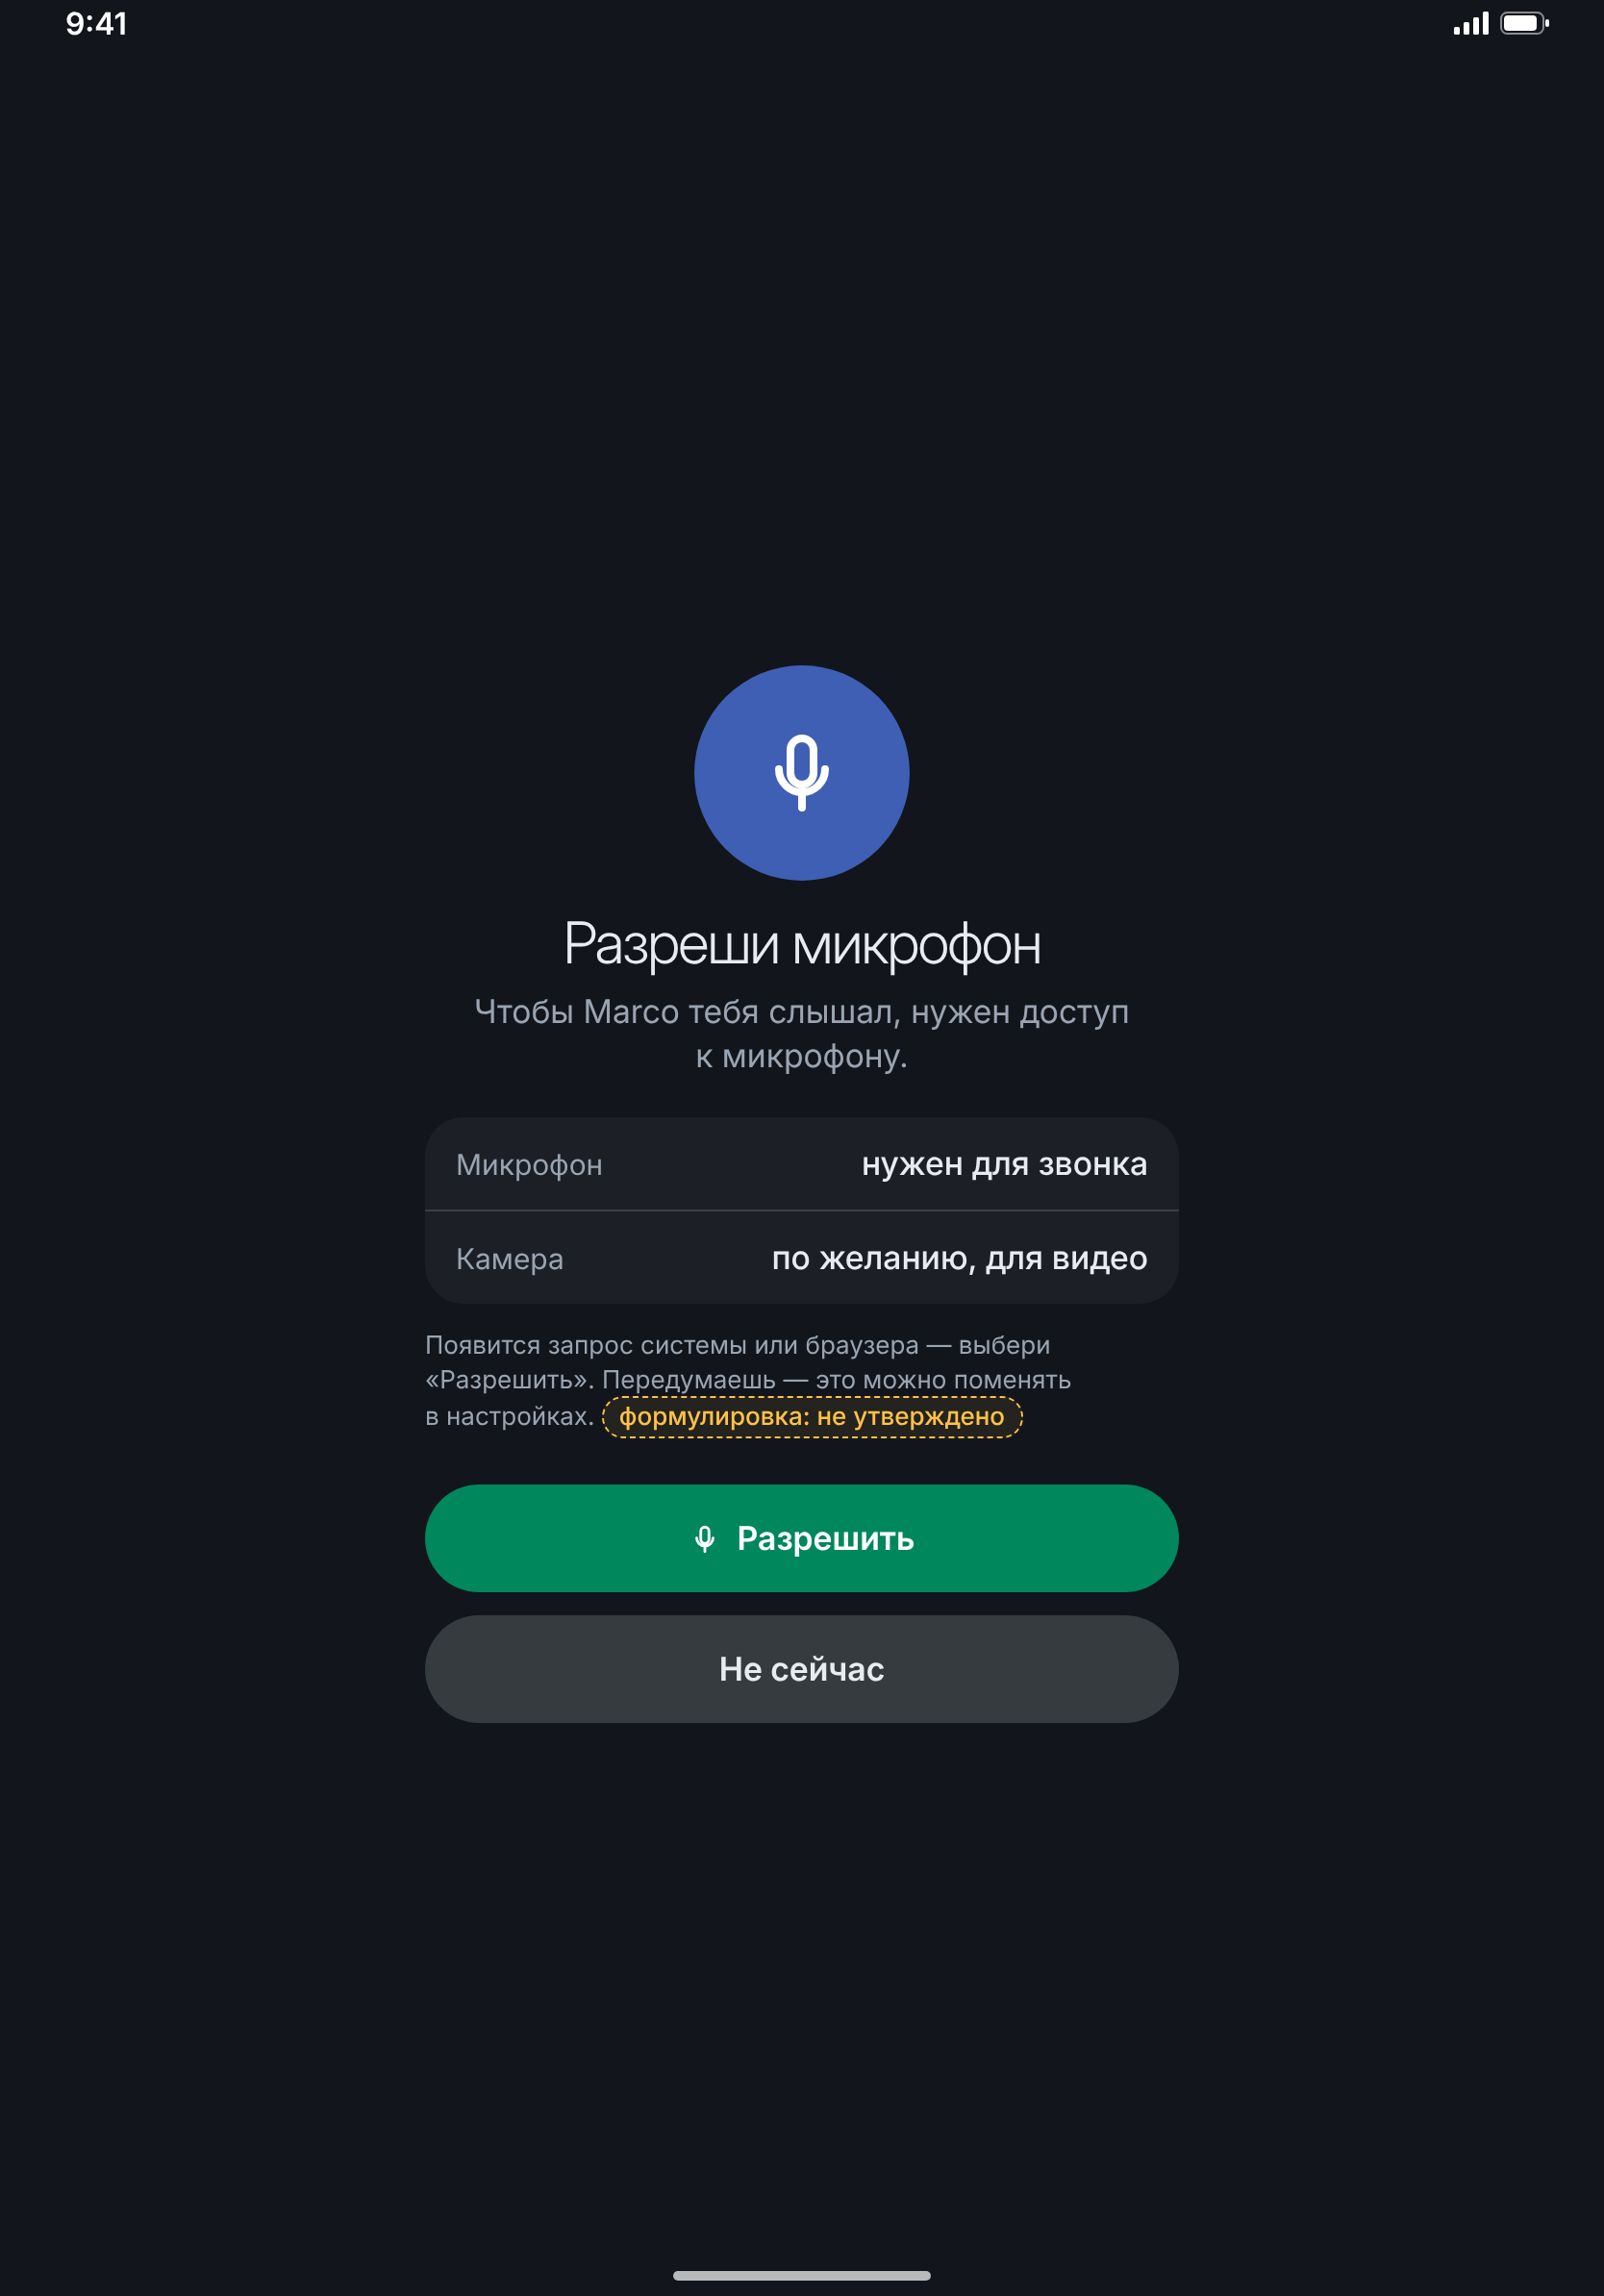 9:41
Разреши микрофон
Чтобы Marco тебя слышал, нужен доступ
к микрофону.
Микрофон нужен для звонка
Камера по желанию, для видео
Появится запрос системы или браузера — выбери
«Разрешить». Передумаешь — это можно поменять
в настройках. формулировка: не утверждено
Разрешить
Не сейчас